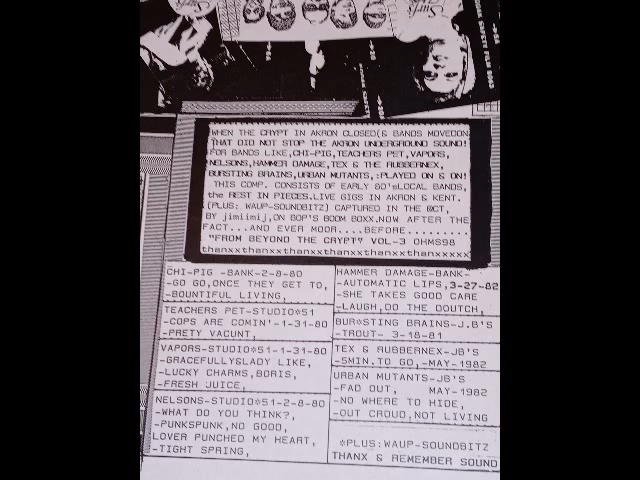 WHEN THE CRYPT IN AKRON CLOSED(& BANDS MOVEDON
THAT DID NOT STOP THE AKRON UNDERGROUND SOUND!
FOR BANDS LIKE,CHI-PIG,TEACHERS PET,VAPORS,
NELSONS,HAMMER DAMAGE,TEX & THE RUBBERNEX,
BURSTING BRAINS,URBAN MUTANTS,:PLAYED ON & ON!
THIS COMP. CONSISTS OF EARLY 80'sLOCAL BANDS,
the REST IN PIECES.LIVE GIGS IN AKRON & KENT.
(PLUS: WAUP-SOUNDBITZ) CAPTURED IN THE ACT,
BY jimiimij,ON BOP'S BOOM BOXX.NOW AFTER THE
FACT...AND EVER MOOR....BEFORE.........
"FROM BEYOND THE CRYPT" VOL-3 OHMS98
thanxxthanxxthanxxthanxxthanxxthanxxxxx
CHI-PIG -BANK-2-8-80
-GO GO,ONCE THEY GET TO,
-BOUNTIFUL LIVING,
TEACHERS PET-STUDIO*51
-COPS ARE COMIN'-1-31-80
-PRETY VACUNT,
VAPORS-STUDIO*51-1-31-80
-GRACEFULLY&LADY LIKE,
-LUCKY CHARMS,BORIS,
-FRESH JUICE,
NELSONS-STUDIO*51-2-8-80
-WHAT DO YOU THINK?,
-PUNKSPUNK,NO GOOD,
LOVER PUNCHED MY HEART,
-TIGHT SPRING,
HAMMER DAMAGE-BANK-
-AUTOMATIC LIPS,3-27-82
-SHE TAKES GOOD CARE
-LAUGH,DO THE DOUTCH,
BUR*STING BRAINS-J.B'S
-TROUT- 3-18-81
TEX & RUBBERNEX-JB'S
-5MIN.TO GO,-MAY-1982
URBAN MUTANTS-JB'S
-FAD OUT, MAY-1982
-NO WHERE TO HIDE,
-OUT CROUD,NOT LIVING
*PLUS:WAUP-SOUNDBITZ
THANX & REMEMBER SOUND